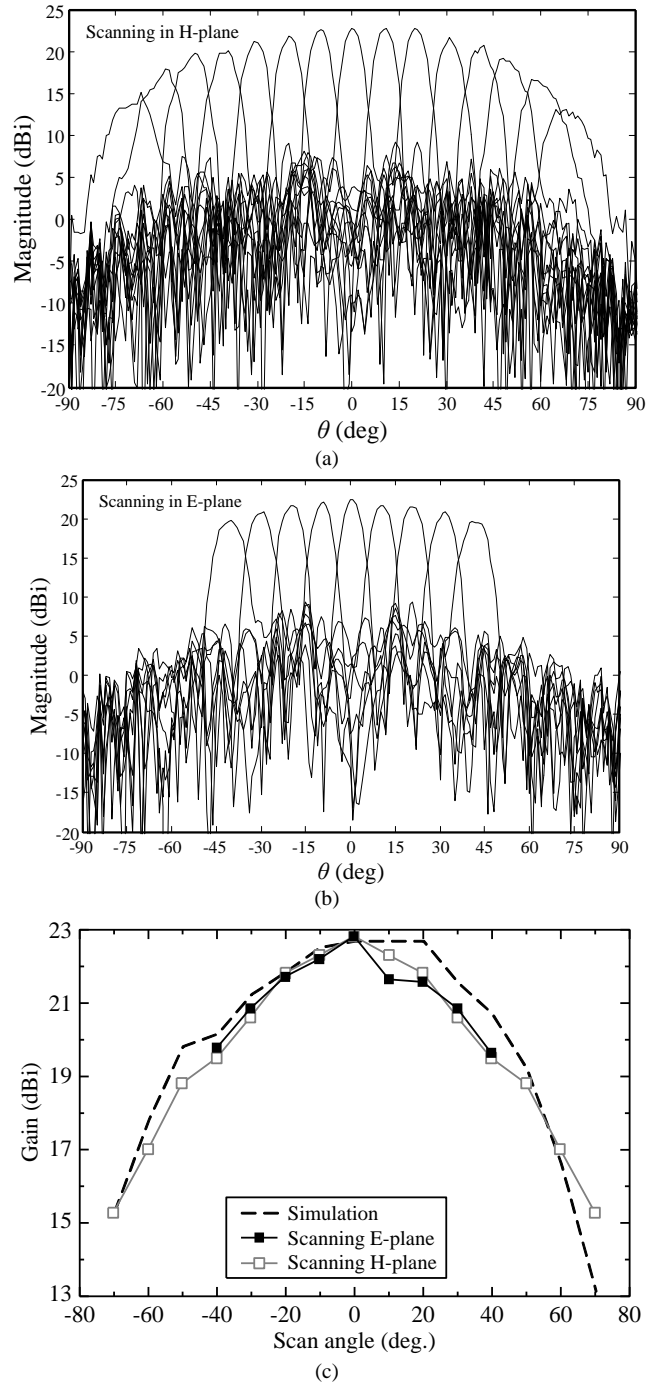 Scanning in H-plane
Magnitude (dBi)
25
20
15
10
5
0
-5
-10
-15
-20
-90 -75 -60 -45 -30 -15 0 15 30 45 60 75 90
θ (deg)
(a)
Scanning in E-plane
Magnitude (dBi)
25
20
15
10
5
0
-5
-10
-15
-20
-90 -75 -60 -45 -30 -15 0 15 30 45 60 75 90
θ (deg)
(b)
Gain (dBi)
23
21
19
17
15
13
Simulation
Scanning E-plane
Scanning H-plane
-80 -60 -40 -20 0 20 40 60 80
Scan angle (deg.)
(c)